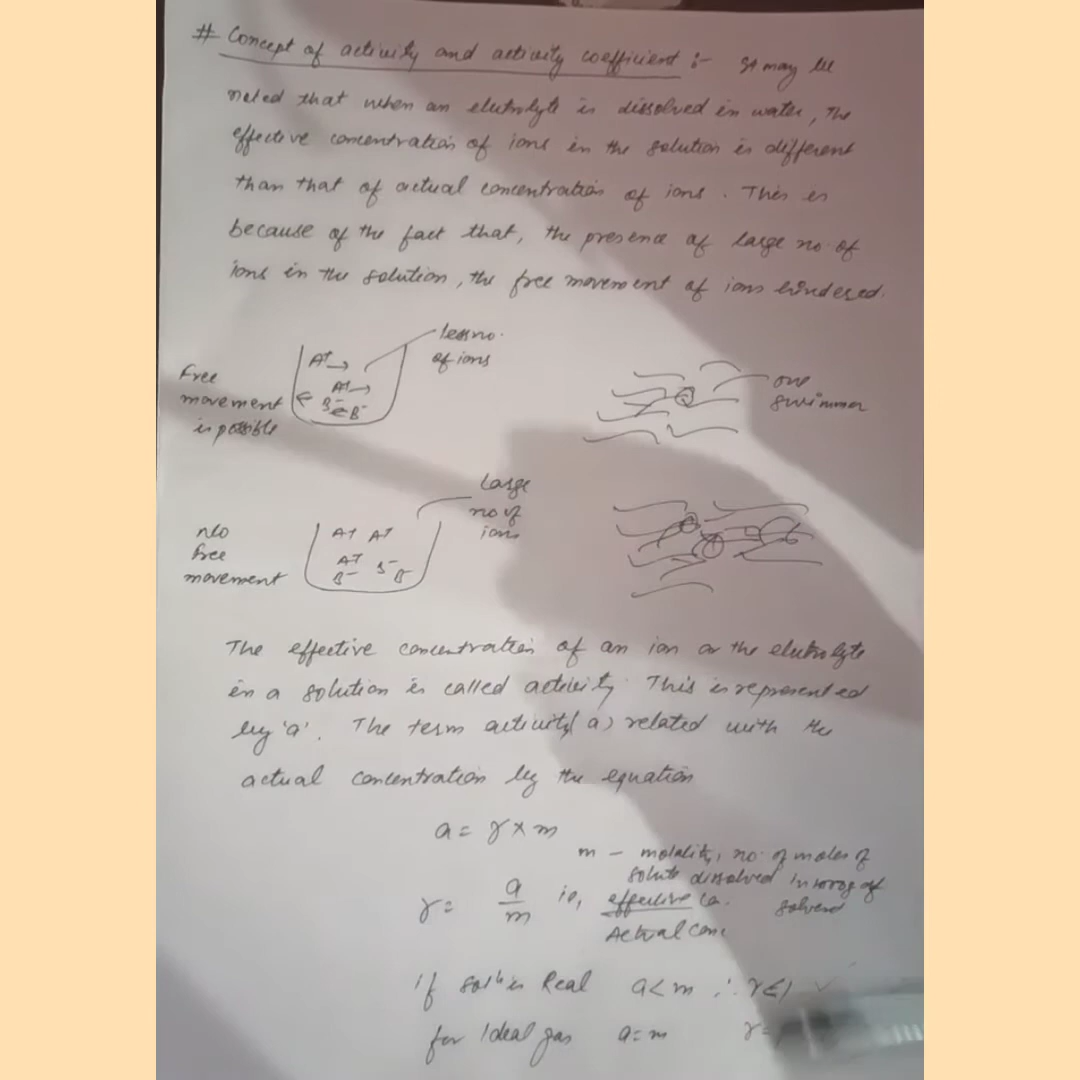 # Concept of activity and activity coefficient :- It may be
noted that when an electrolyte is dissolved in water, the
effective concentration of ions in the solution is different
than that of actual concentration of ions. This is
because of the fact that, the presence of large no. of
ions in the solution, the free movement of ions hindered.
less no.
of ions
A+ →
Free
movement
is possible
A+ →
← B-
← B-
one
swimmer
Large
no of
ions
no
free
movement
A+ A+
A+
B- B- B-
The effective concentration of an ion or the electrolyte
in a solution is called activity. This is represented
by 'a'. The term activity (a) related with the
actual concentration by the equation
a = γ × m
m - molality, no. of moles of
solute dissolved in 1000g of
solvent
γ = a/m ie, effective Co.
Actual conc
if sol'n is Real a < m ∴ γ < 1 ✓
for Ideal gas a = m γ =